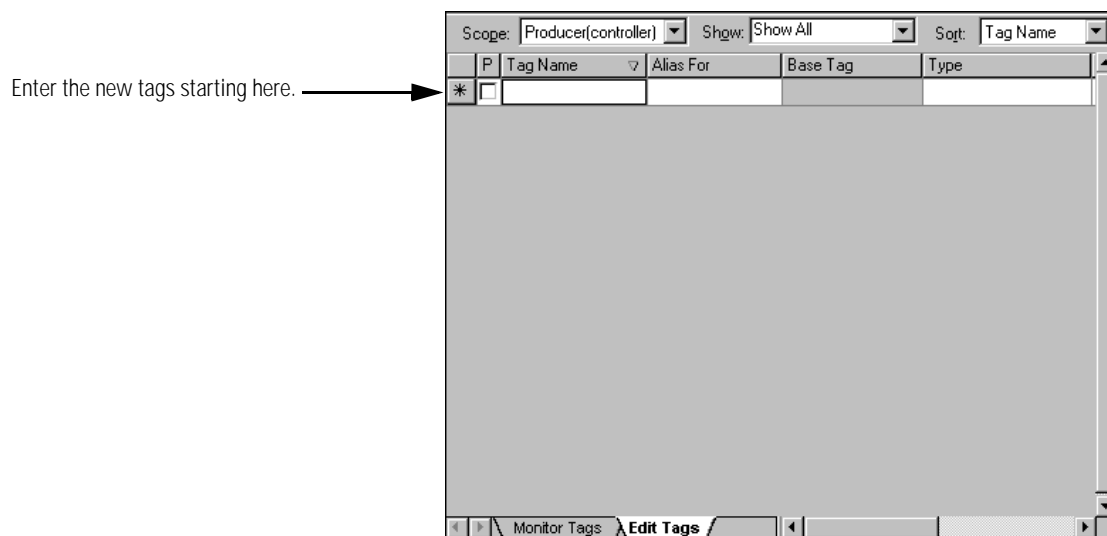 Scope: Producer(controller) Show: Show All Sort: Tag Name
P Tag Name Alias For Base Tag Type
Enter the new tags starting here.
Monitor Tags Edit Tags